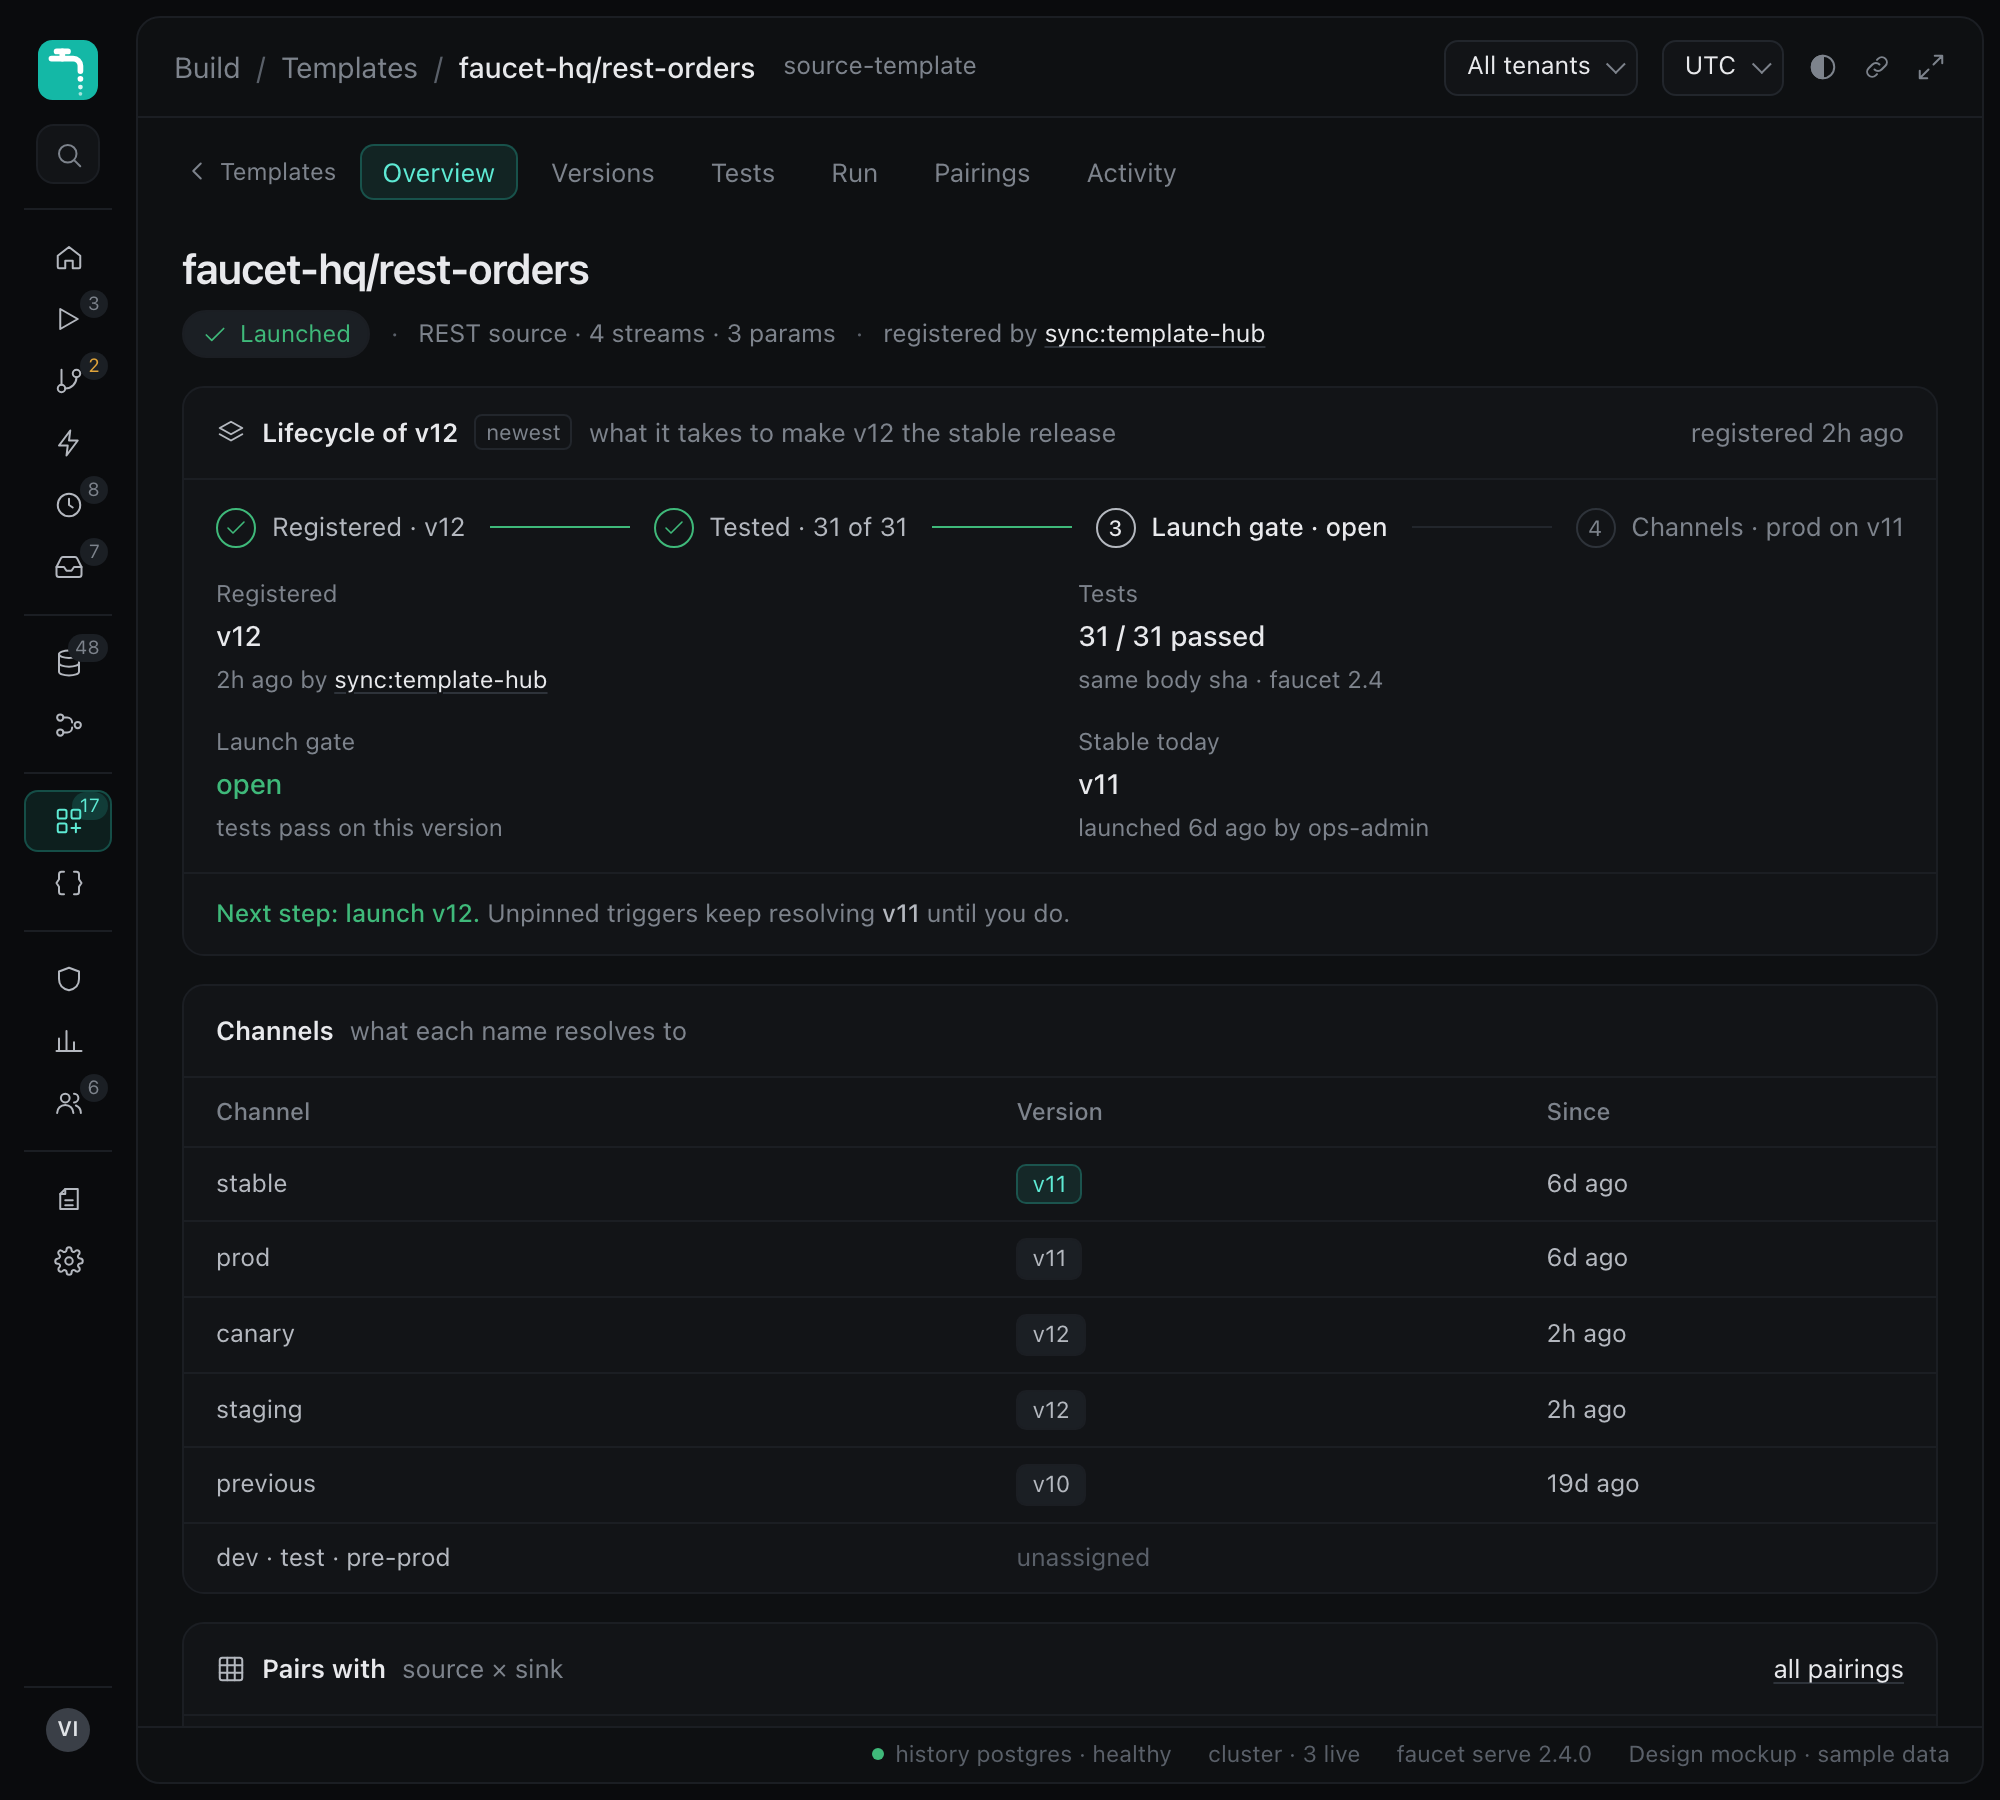 Build / Templates / faucet-hq/rest-orders source-template
All tenants
UTC
Templates
Overview
Versions
Tests
Run
Pairings
Activity
3
2
8
7
48
17
6
VI
faucet-hq/rest-orders
Launched · REST source · 4 streams · 3 params · registered by sync:template-hub
Lifecycle of v12 newest what it takes to make v12 the stable release registered 2h ago
Registered · v12
Tested · 31 of 31
3 Launch gate · open
4 Channels · prod on v11
Registered
v12
2h ago by sync:template-hub
Tests
31 / 31 passed
same body sha · faucet 2.4
Launch gate
open
tests pass on this version
Stable today
v11
launched 6d ago by ops-admin
Next step: launch v12. Unpinned triggers keep resolving v11 until you do.
Channels what each name resolves to
Channel Version Since
stable v11 6d ago
prod v11 6d ago
canary v12 2h ago
staging v12 2h ago
previous v10 19d ago
dev · test · pre-prod unassigned
Pairs with source × sink all pairings
history postgres · healthy cluster · 3 live faucet serve 2.4.0 Design mockup · sample data